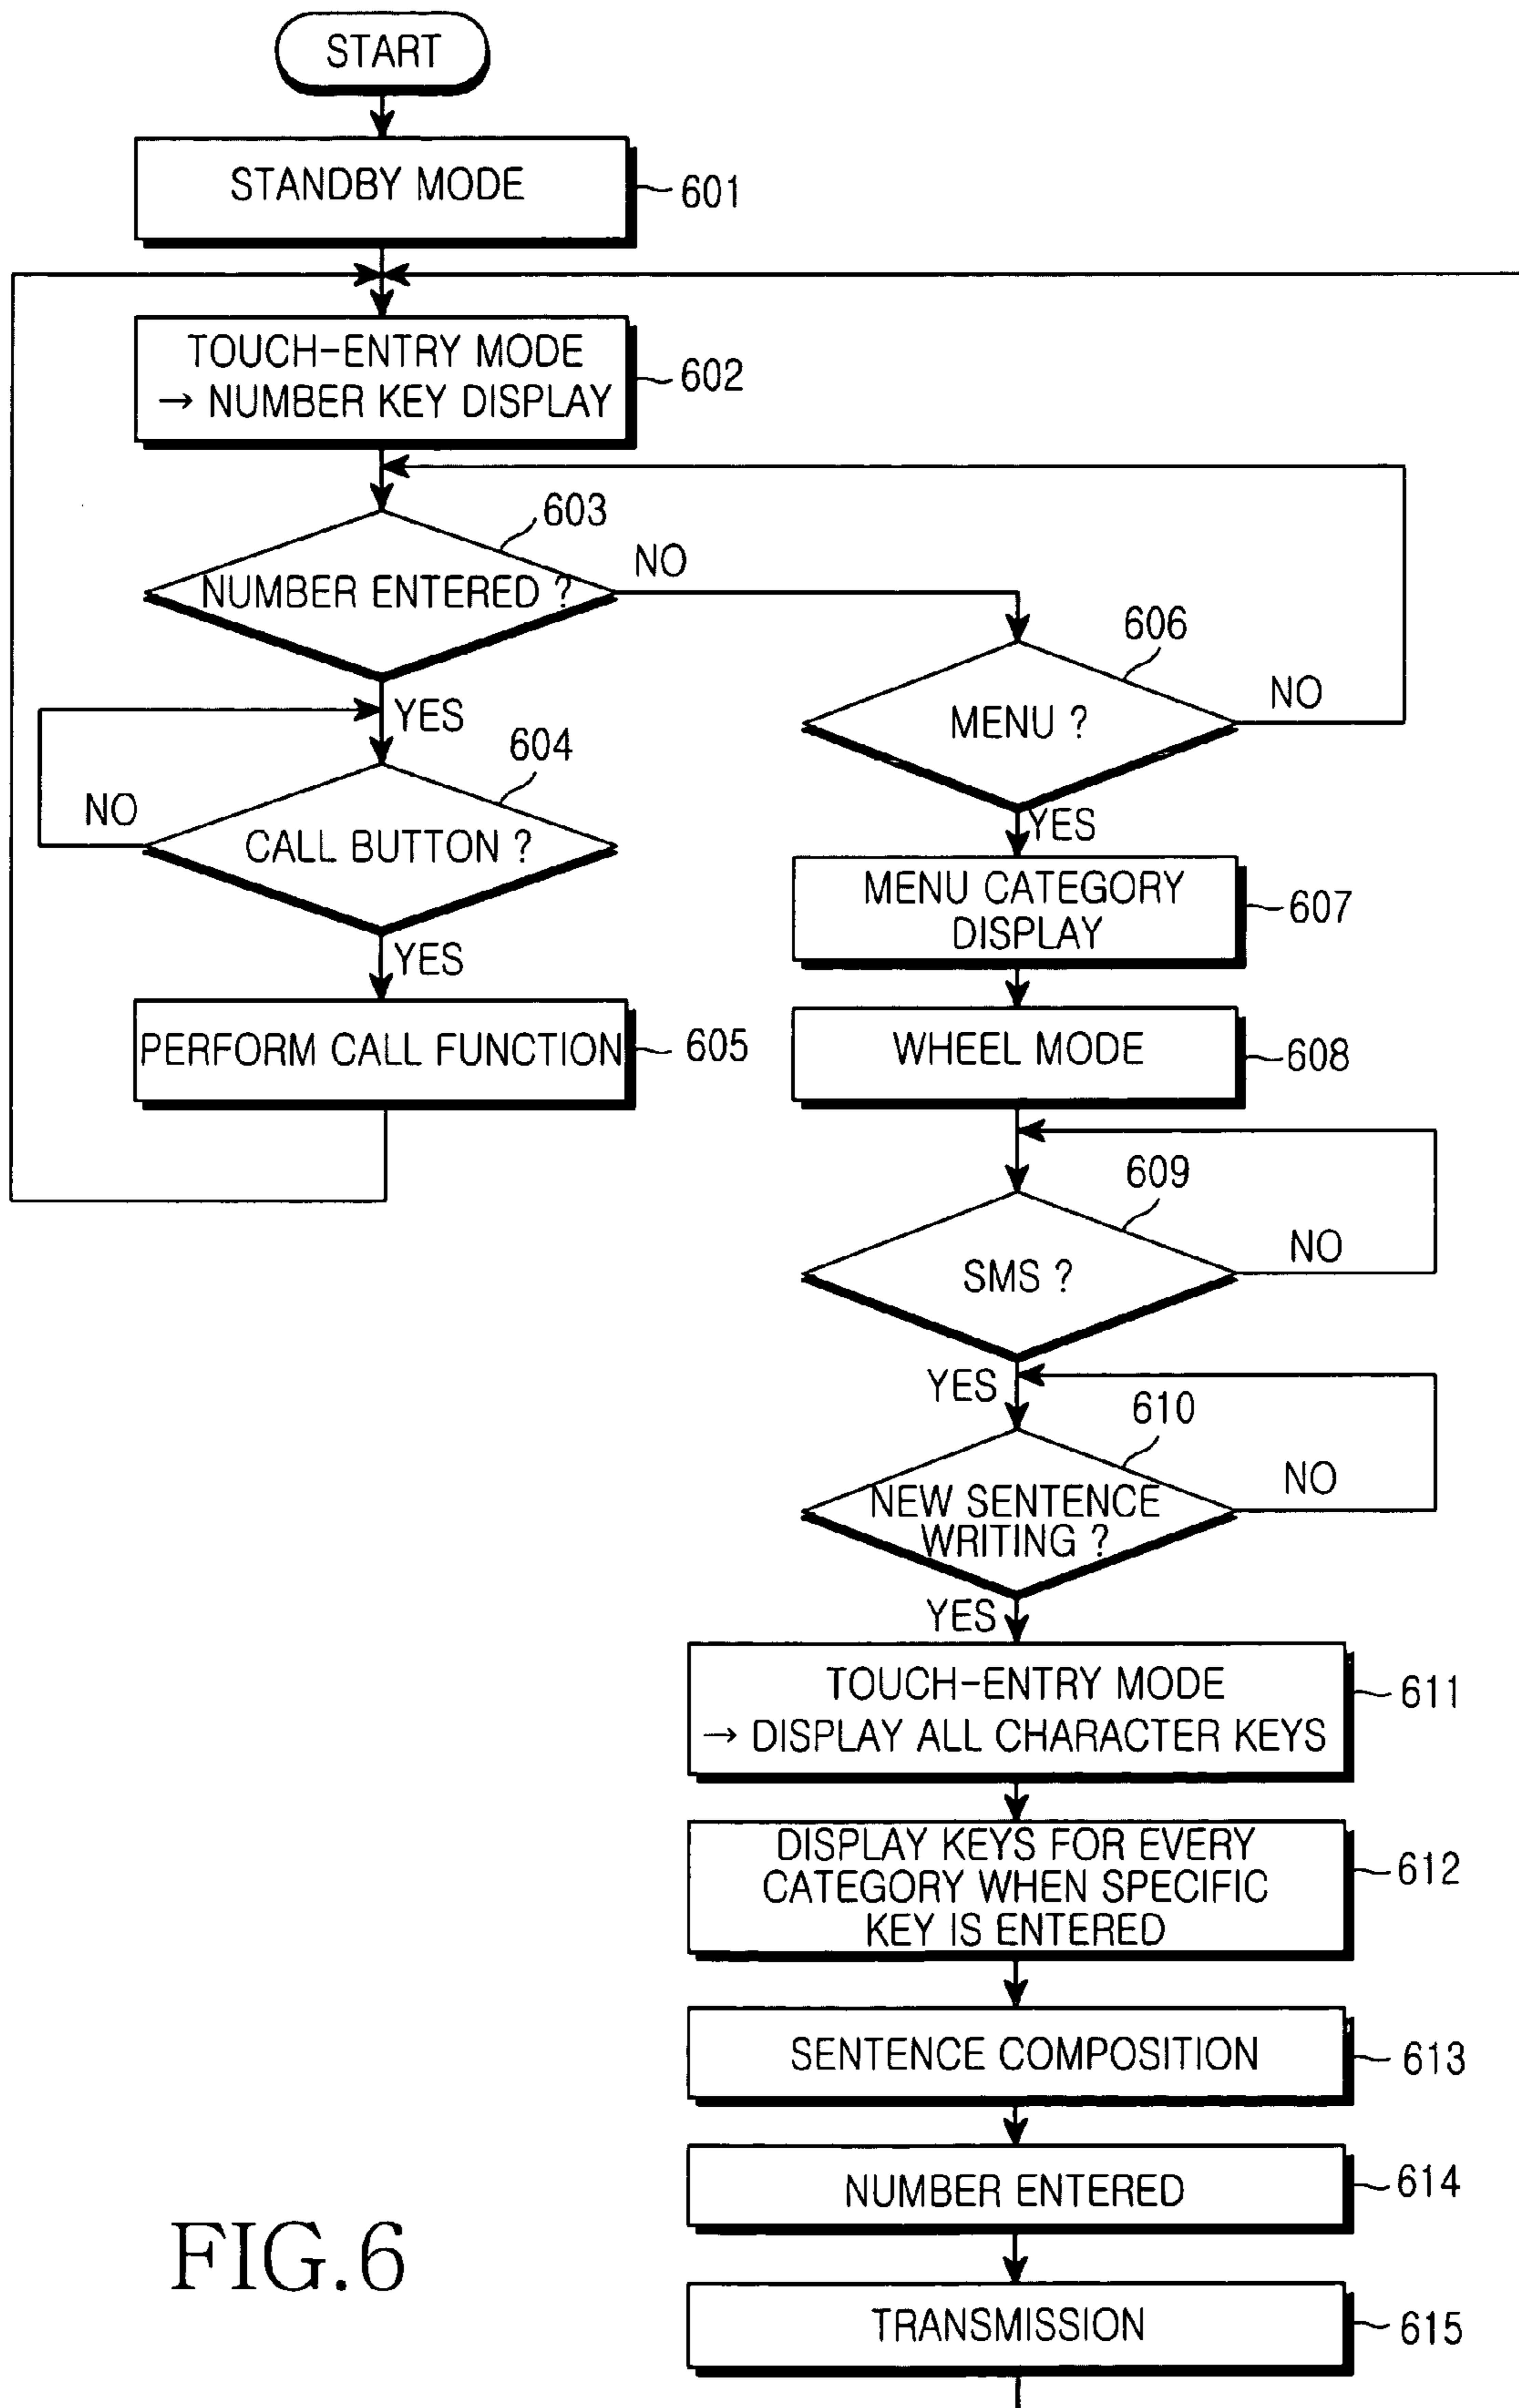 START
STANDBY MODE
601
TOUCH-ENTRY MODE
→ NUMBER KEY DISPLAY
602
603
NUMBER ENTERED ?
NO
YES
604
NO
CALL BUTTON ?
YES
PERFORM CALL FUNCTION
605
606
MENU ?
NO
YES
MENU CATEGORY
DISPLAY
607
WHEEL MODE
608
609
SMS ?
NO
YES
610
NEW SENTENCE
WRITING ?
NO
YES
TOUCH-ENTRY MODE
→ DISPLAY ALL CHARACTER KEYS
611
DISPLAY KEYS FOR EVERY
CATEGORY WHEN SPECIFIC
KEY IS ENTERED
612
SENTENCE COMPOSITION
613
NUMBER ENTERED
614
TRANSMISSION
615
FIG.6